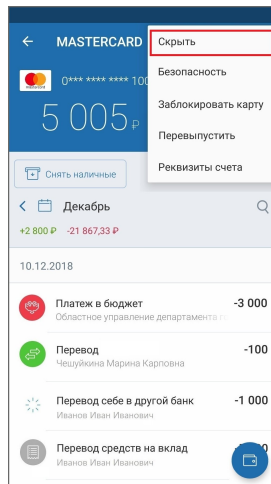 MASTERCARD
Скрыть
0*** **** **** 100
Безопасность
5 005 ₽
Заблокировать карту
Перевыпустить
Реквизиты счета
Снять наличные
Декабрь
+2 800 ₽ -21 867,33 ₽
10.12.2018
Платеж в бюджет -3 000
Областное управление департамента
Перевод -100
Чешуйкина Марина Карповна
Перевод себе в другой банк -1 000
Иванов Иван Иванович
Перевод средств на вклад
Иванов Иван Иванович